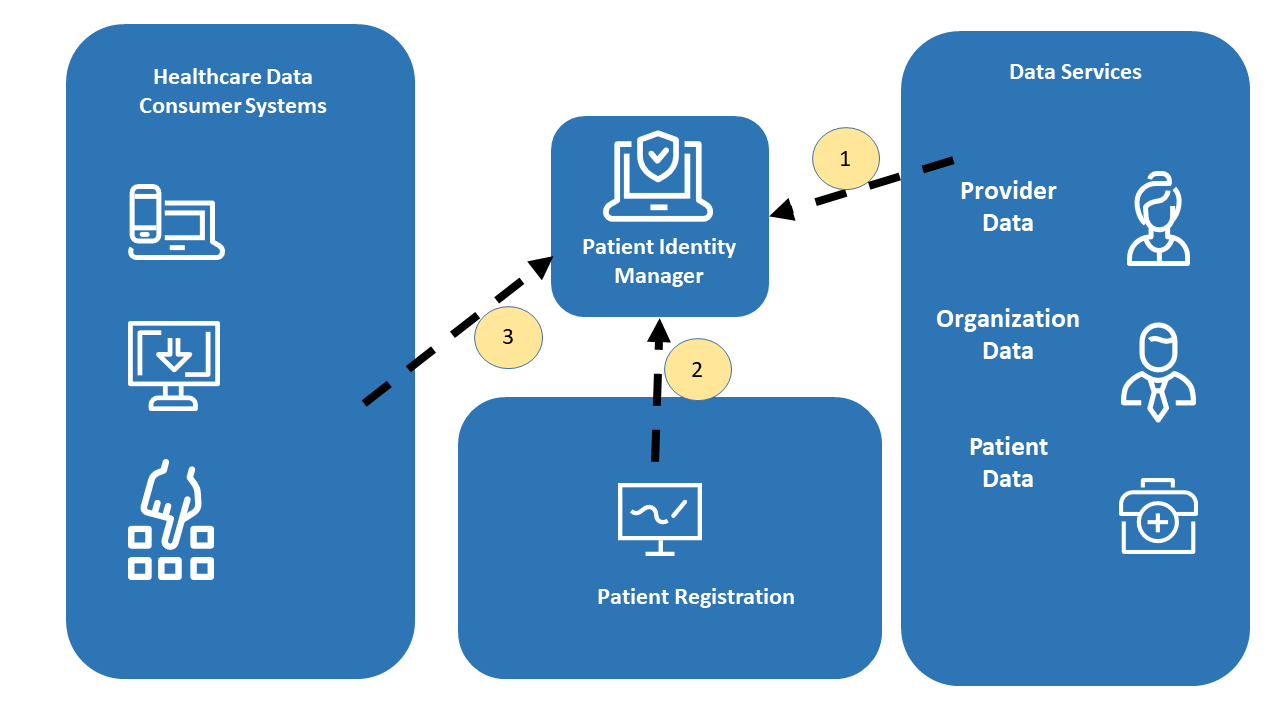 Healthcare Data
Consumer Systems
3
Patient Identity
Manager
2
Patient Registration
1
Data Services
Provider
Data
Organization
Data
Patient
Data